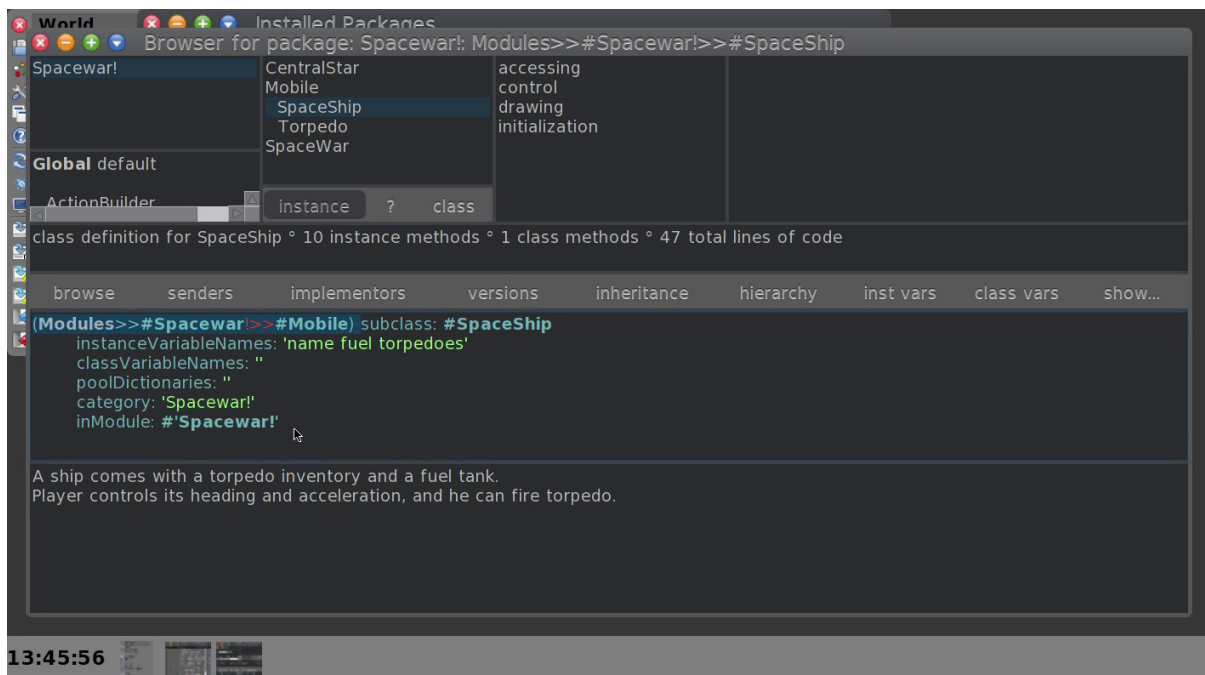 World
Installed Packages
Browser for package: Spacewar!: Modules>>#Spacewar!>>#SpaceShip
Spacewar!
Global default
ActionBuilder
CentralStar
Mobile
SpaceShip
Torpedo
SpaceWar
instance ? class
accessing
control
drawing
initialization
class definition for SpaceShip ° 10 instance methods ° 1 class methods ° 47 total lines of code
browse senders implementors versions inheritance hierarchy inst vars class vars show...
(Modules>>#Spacewar!>>#Mobile) subclass: #SpaceShip
instanceVariableNames: 'name fuel torpedoes'
classVariableNames: ''
poolDictionaries: ''
category: 'Spacewar!'
inModule: #'Spacewar!'
A ship comes with a torpedo inventory and a fuel tank.
Player controls its heading and acceleration, and he can fire torpedo.
13:45:56